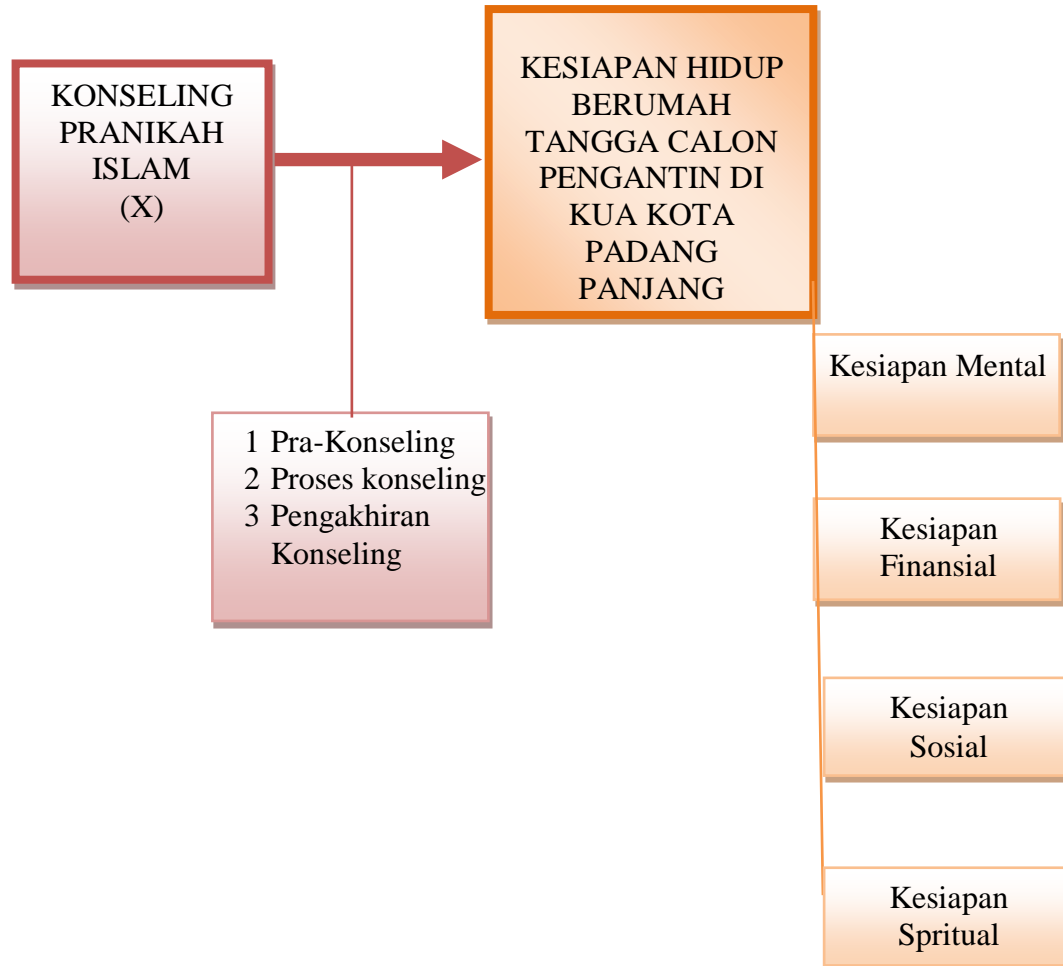 KONSELING
PRANIKAH
ISLAM
(X)
KESIAPAN HIDUP
BERUMAH
TANGGA CALON
PENGANTIN DI
KUA KOTA
PADANG
PANJANG
1 Pra-Konseling
2 Proses konseling
3 Pengakhiran
Konseling
Kesiapan Mental
Kesiapan
Finansial
Kesiapan
Sosial
Kesiapan
Spritual